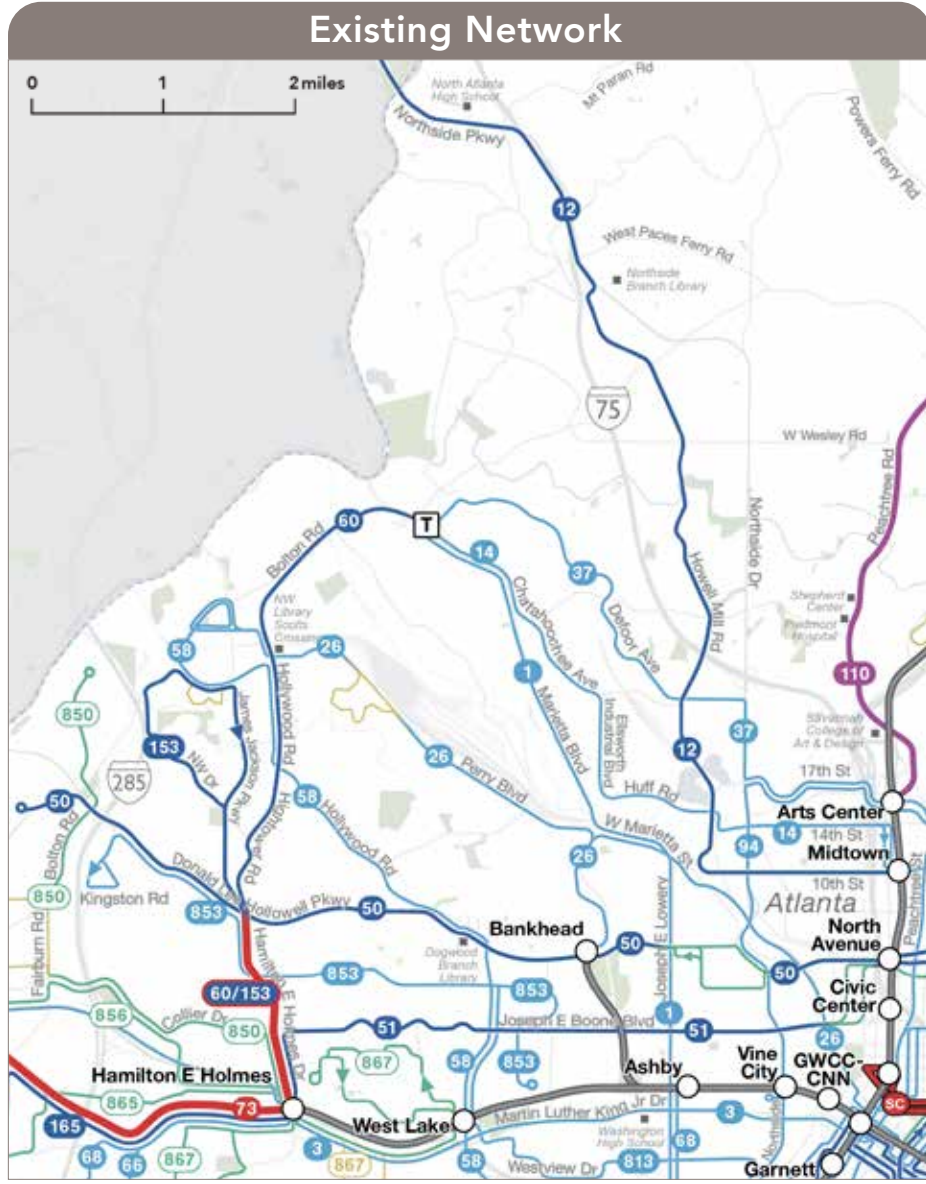 Existing Network
0 1 2 miles
North Atlanta
High School
Mt Paran Rd
Northside Pkwy
Powers Ferry Rd
12
West Paces Ferry Rd
Northside
Branch Library
75
W Wesley Rd
Peachtree Rd
Northside Dr
60
T
Bolton Rd
14
37
Howell Mill Rd
Chattahoochee Ave
Defoor Ave
Shepherd
Center
Piedmont
Hospital
NW
Library
Scotts
Crossing
58
26
1
110
Hollywood Rd
Marietta Blvd
Ellsworth
Industrial Blvd
850
James Jackson Pkwy
Savannah
College of
Art & Design
153
NW Dr
26
12
37
285
Perry Blvd
17th St
50
58
Huff Rd
Arts Center
Bolton Rd
Hightower Rd
Hollywood Rd
W Marietta St
14
14th St
94
Midtown
26
10th St
Donald Lee
Hollowell Pkwy
Kingston Rd
850
853
50
Atlanta
Peachtree St
Fairburn Rd
Bankhead
50
North
Avenue
Hamilton E Holmes Dr
Dogwood
Branch
Library
Joseph E Lowery
50
853
853
60/153
Civic
Center
856
Collier Dr
850
51
Joseph E Boone Blvd
1
51
26
867
58
853
Ashby
Vine
City
GWCC-
CNN
Hamilton E Holmes
865
73
SC
165
West Lake
Martin Luther King Jr Dr
3
Northside
Washington
High School
68
66
867
3
867
58
Westview Dr
813
68
Garnett